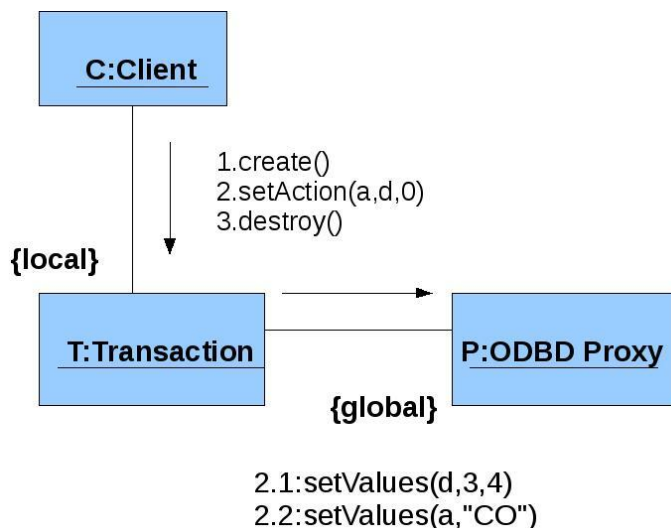 C:Client
1.create()
2.setAction(a,d,0)
3.destroy()
{local}
T:Transaction
P:ODBD Proxy
{global}
2.1:setValues(d,3,4)
2.2:setValues(a,"CO")